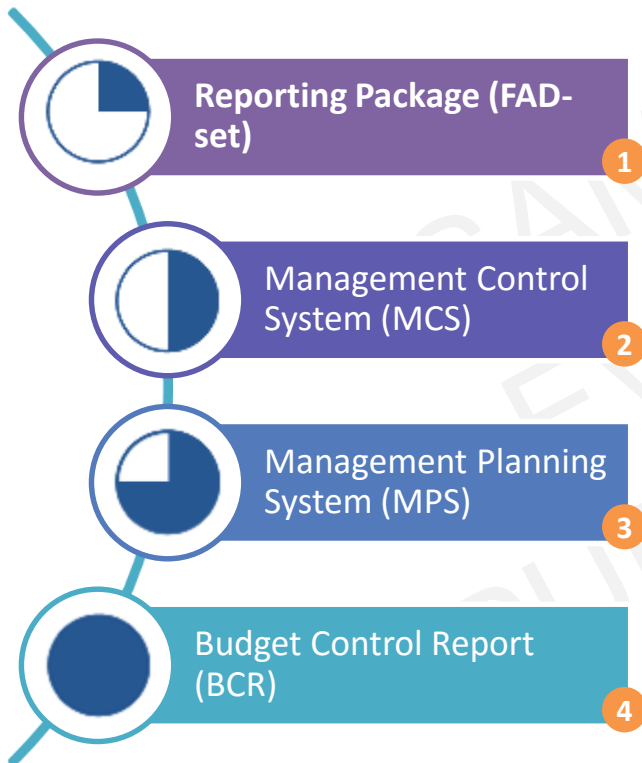 Reporting Package (FAD-
set)
1
Management Control
System (MCS)
2
Management Planning
System (MPS)
3
Budget Control Report
(BCR)
4